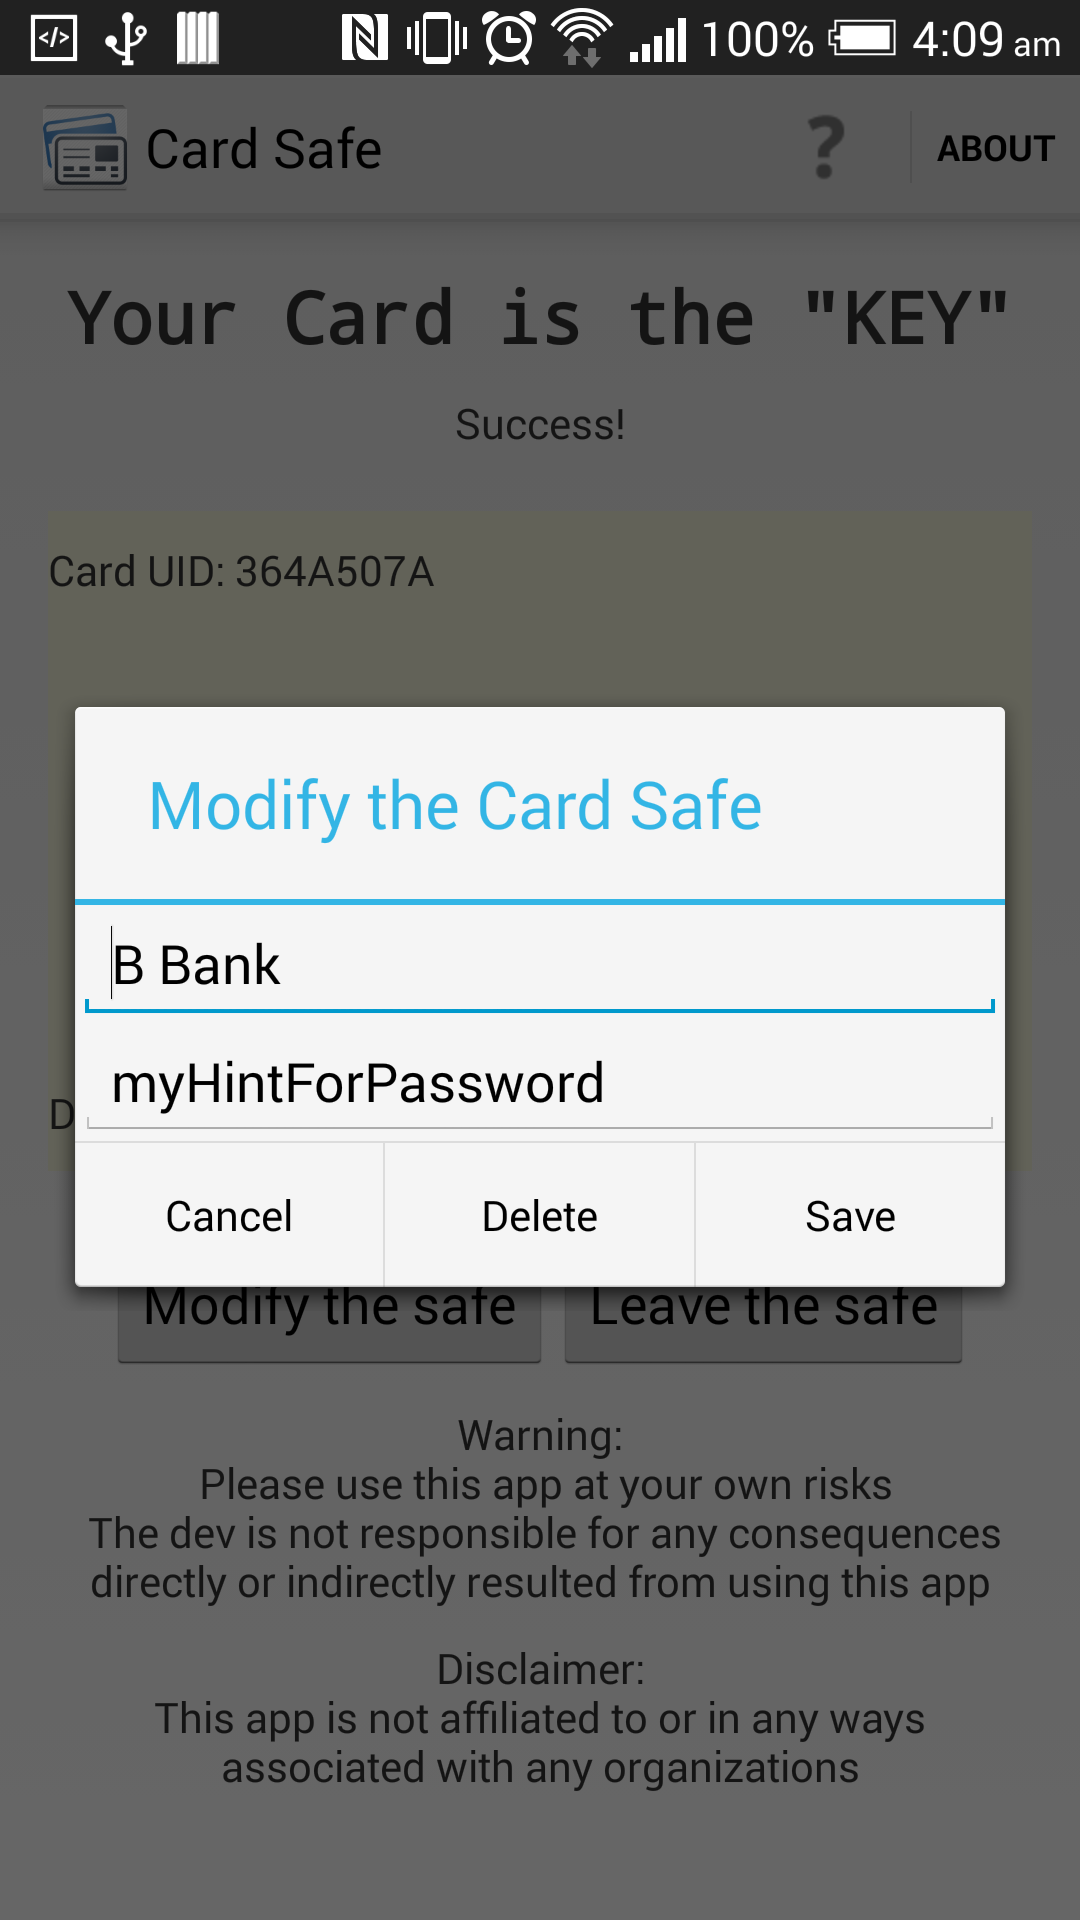 100% 4:09 am
Card Safe ? ABOUT
Your Card is the "KEY"
Success!
Card UID: 364A507A
Modify the Card Safe
B Bank
myHintForPassword
D
Cancel Delete Save
Modify the safe Leave the safe
Warning:
Please use this app at your own risks
The dev is not responsible for any consequences
directly or indirectly resulted from using this app
Disclaimer:
This app is not affiliated to or in any ways
associated with any organizations